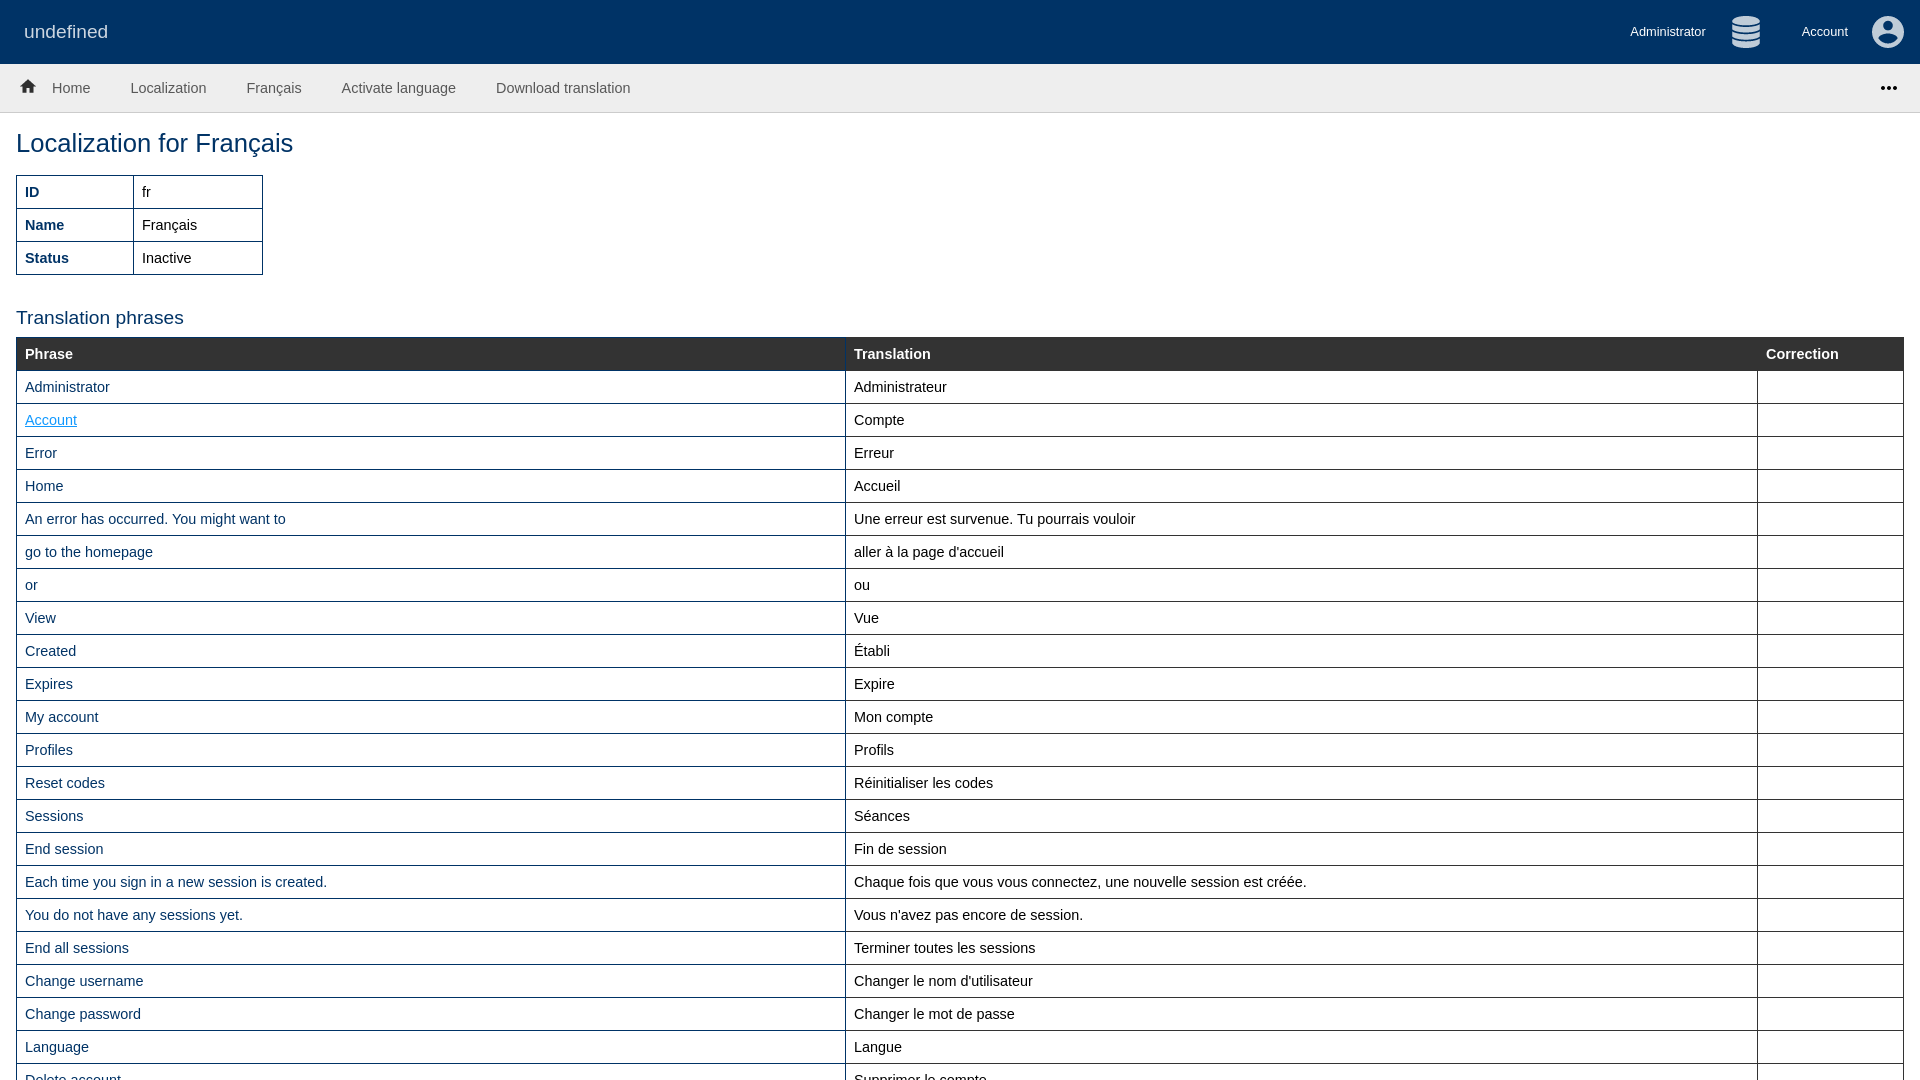 undefined
Administrator
Account
Home
Localization
Français
Activate language
Download translation
Localization for Français
ID fr
Name Français
Status Inactive
Translation phrases
Phrase Translation Correction
Administrator Administrateur
Account Compte
Error Erreur
Home Accueil
An error has occurred. You might want to Une erreur est survenue. Tu pourrais vouloir
go to the homepage aller à la page d'accueil
or ou
View Vue
Created Établi
Expires Expire
My account Mon compte
Profiles Profils
Reset codes Réinitialiser les codes
Sessions Séances
End session Fin de session
Each time you sign in a new session is created. Chaque fois que vous vous connectez, une nouvelle session est créée.
You do not have any sessions yet. Vous n'avez pas encore de session.
End all sessions Terminer toutes les sessions
Change username Changer le nom d'utilisateur
Change password Changer le mot de passe
Language Langue
Delete account Supprimer le compte